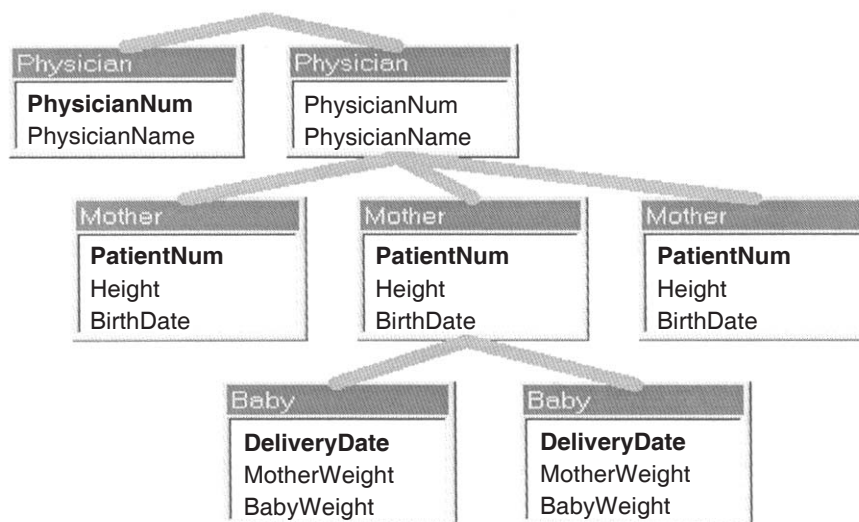 Physician
PhysicianNum
PhysicianName
Physician
PhysicianNum
PhysicianName
Mother
PatientNum
Height
BirthDate
Mother
PatientNum
Height
BirthDate
Mother
PatientNum
Height
BirthDate
Baby
DeliveryDate
MotherWeight
BabyWeight
Baby
DeliveryDate
MotherWeight
BabyWeight